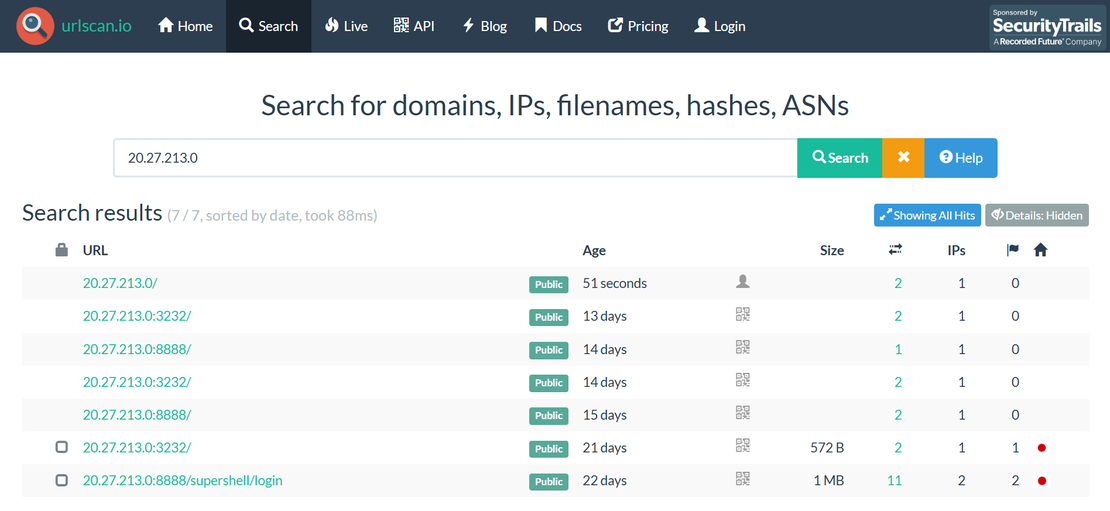 urlscan.io Home Search Live API Blog Docs Pricing Login Sponsored by
SecurityTrails
A Recorded Future® Company
Search for domains, IPs, filenames, hashes, ASNs
20.27.213.0 Search Help
Search results (7 / 7, sorted by date, took 88ms) Showing All Hits Details: Hidden
URL Age Size IPs
20.27.213.0/ Public 51 seconds 2 1 0
20.27.213.0:3232/ Public 13 days 2 1 0
20.27.213.0:8888/ Public 14 days 1 1 0
20.27.213.0:3232/ Public 14 days 2 1 0
20.27.213.0:8888/ Public 15 days 2 1 0
20.27.213.0:3232/ Public 21 days 572 B 2 1 1
20.27.213.0:8888/supershell/login Public 22 days 1 MB 11 2 2